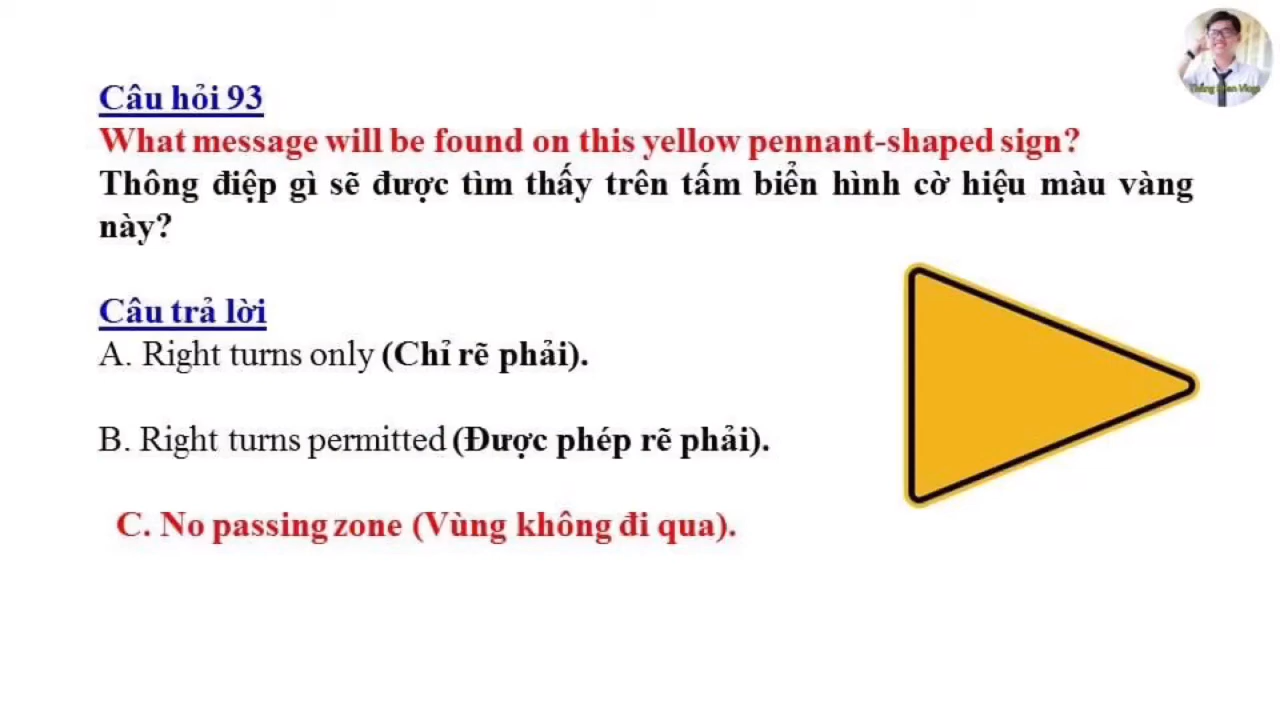 Câu hỏi 93
What message will be found on this yellow pennant-shaped sign?
Thông điệp gì sẽ được tìm thấy trên tấm biển hình cờ hiệu màu vàng
này?
Câu trả lời
A. Right turns only (Chỉ rẽ phải).
B. Right turns permitted (Được phép rẽ phải).
C. No passing zone (Vùng không đi qua).